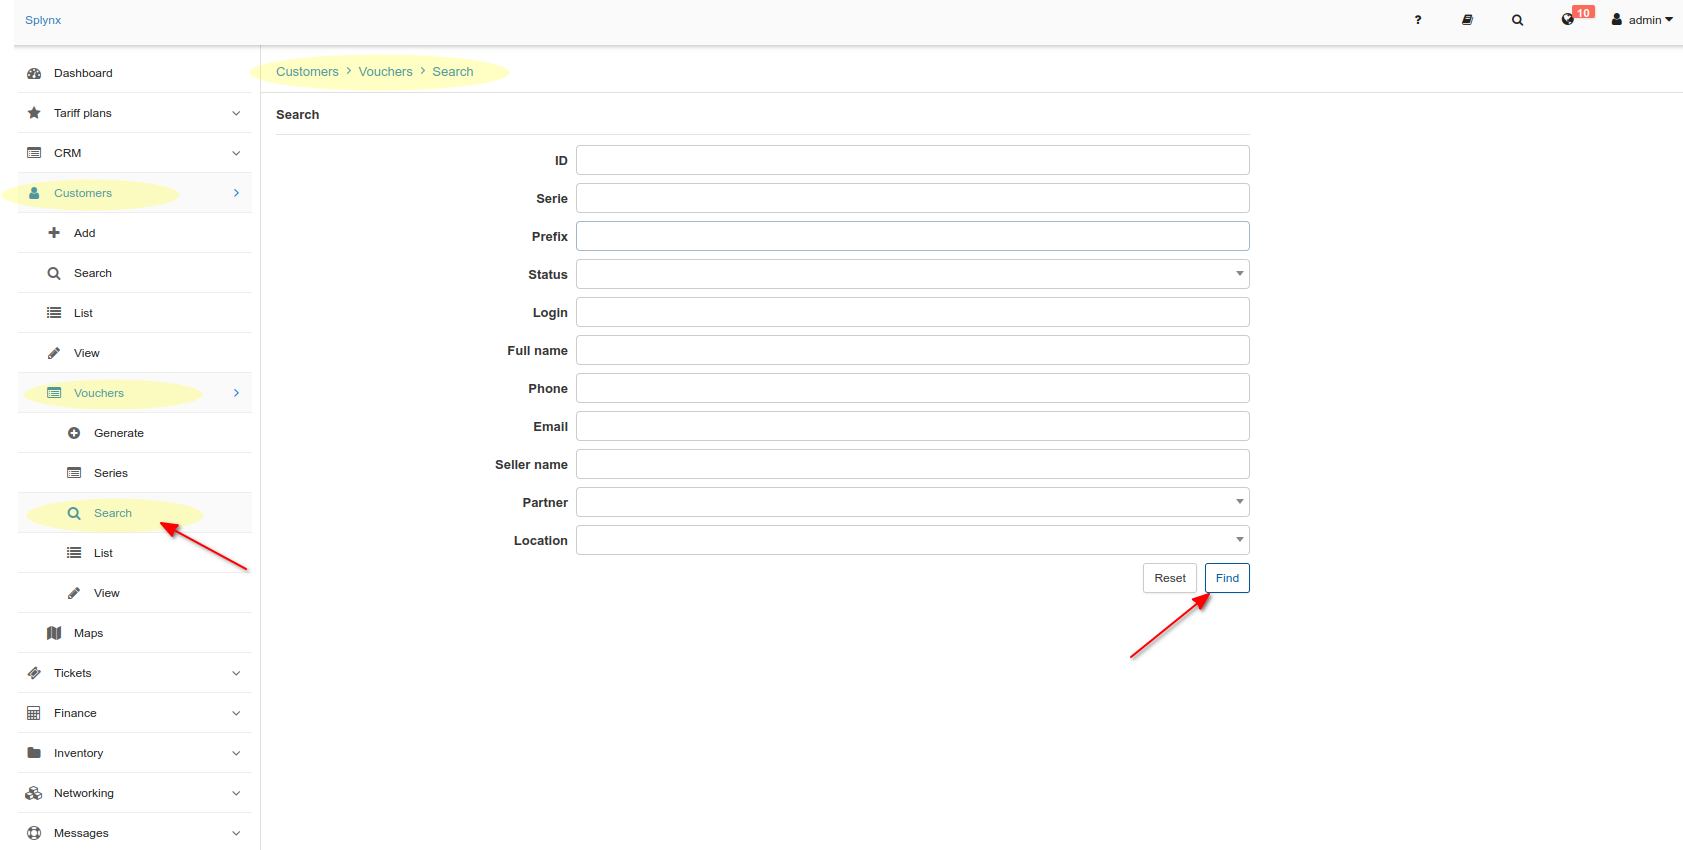 Splynx
?
10
admin
Dashboard
Tariff plans
CRM
Customers
Add
Search
List
View
Vouchers
Generate
Series
Search
List
View
Maps
Tickets
Finance
Inventory
Networking
Messages
Customers > Vouchers > Search
Search
ID
Serie
Prefix
Status
Login
Full name
Phone
Email
Seller name
Partner
Location
Reset Find